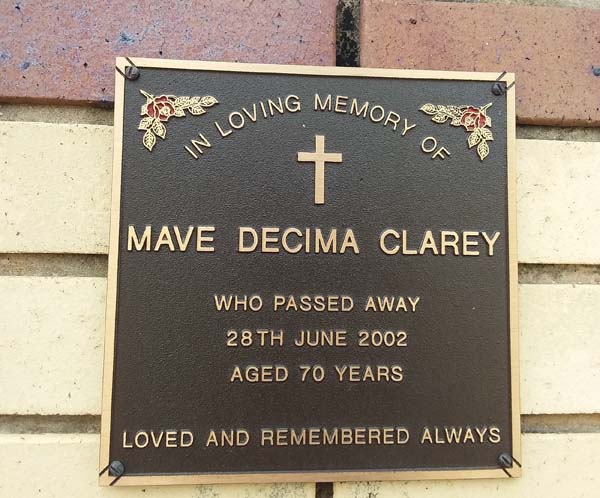 IN LOVING MEMORY OF
MAVE DECIMA CLAREY
WHO PASSED AWAY
28TH JUNE 2002
AGED 70 YEARS
LOVED AND REMEMBERED ALWAYS